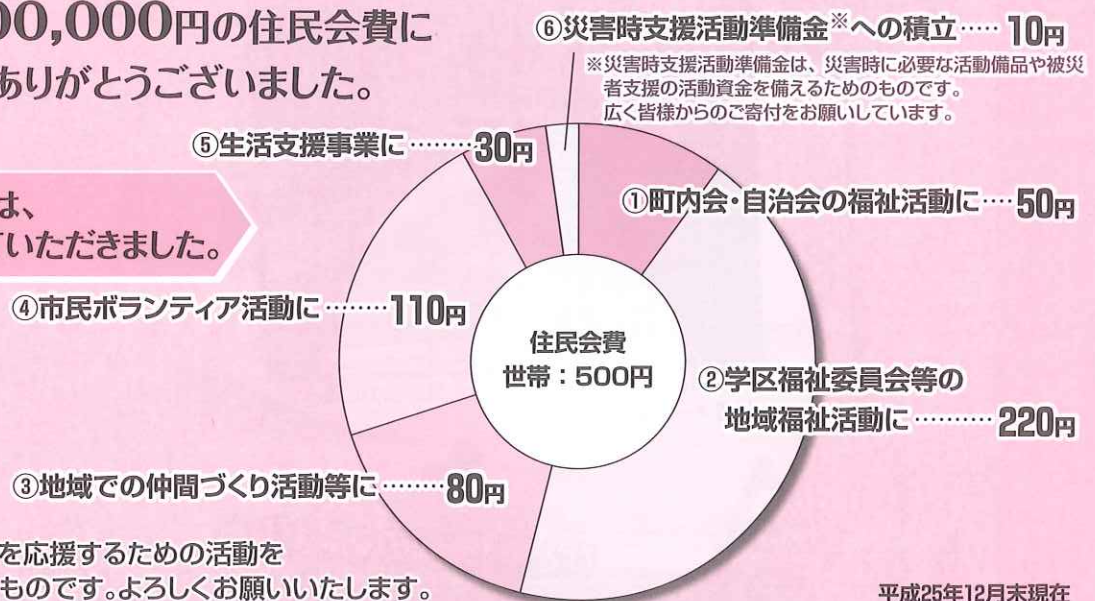 00,000円の住民会費に
ありがとうございました。
は、
ていただきました。
⑥災害時支援活動準備金※への積立…… 10円
※災害時支援活動準備金は、災害時に必要な活動備品や被災
者支援の活動資金を備えるためのものです。
広く皆様からのご寄付をお願いしています。
⑤生活支援事業に………30円
①町内会・自治会の福祉活動に……50円
④市民ボランティア活動に………110円
住民会費
世帯：500円
②学区福祉委員会等の
地域福祉活動に………… 220円
③地域での仲間づくり活動等に………80円
を応援するための活動を
ものです。よろしくお願いいたします。
平成25年12月末現在